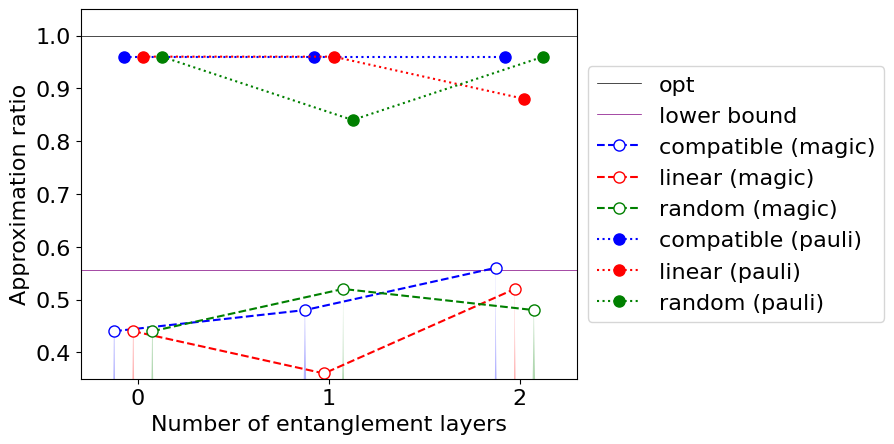 1.0
0.9
0.8
0.7
0.6
0.5
0.4
Approximation ratio
0
1
2
Number of entanglement layers
opt
lower bound
compatible (magic)
linear (magic)
random (magic)
compatible (pauli)
linear (pauli)
random (pauli)